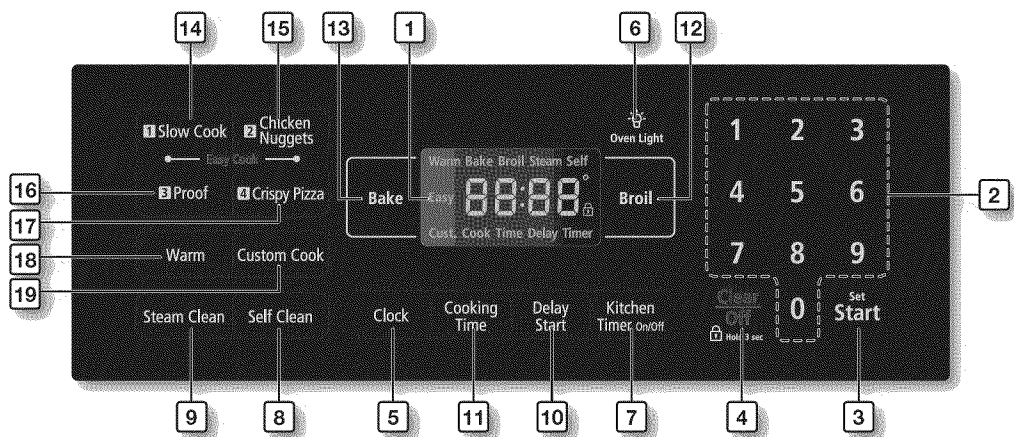 14 15 13 1 6 12
1 Slow Cook 2 Chicken Nuggets
Easy Cook
Oven Light
1 2 3
Warm Bake Broil Steam Self
16 3 Proof 4 Crispy Pizza
Bake Easy 88:88° Broil
4 5 6 2
17
Cust. Cook Time Delay Timer
18 Warm Custom Cook
7 8 9
19
Steam Clean Self Clean Clock Cooking Time Delay Start Kitchen Timer On/Off
Clear Off 0 Set Start
Hold 3 sec
9 8 5 11 10 7 4 3